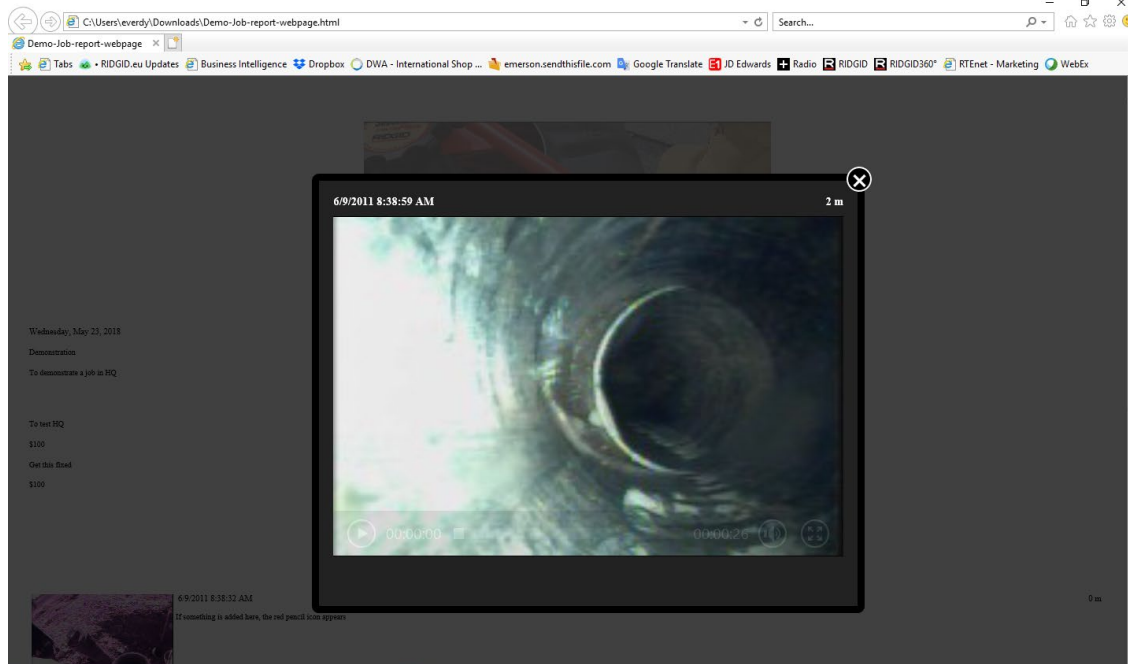 C:\Users\everdy\Downloads\Demo-Job-report-webpage.html
Search...
Demo-Job-report-webpage
Tabs • RIDGID.eu Updates Business Intelligence Dropbox DWA - International Shop ... emerson.sendthisfile.com Google Translate JD Edwards Radio RIDGID RIDGID360° RTEnet - Marketing WebEx
RIDGID
6/9/2011 8:38:59 AM 2 m
Wednesday, May 23, 2018
Demonstration
To demonstrate a job in HQ
To test HQ
$100
Get this fixed
$100
00:00:00 00:00:26
6/9/2011 8:38:52 AM 0 m
If something is added here, the red pencil icon appears